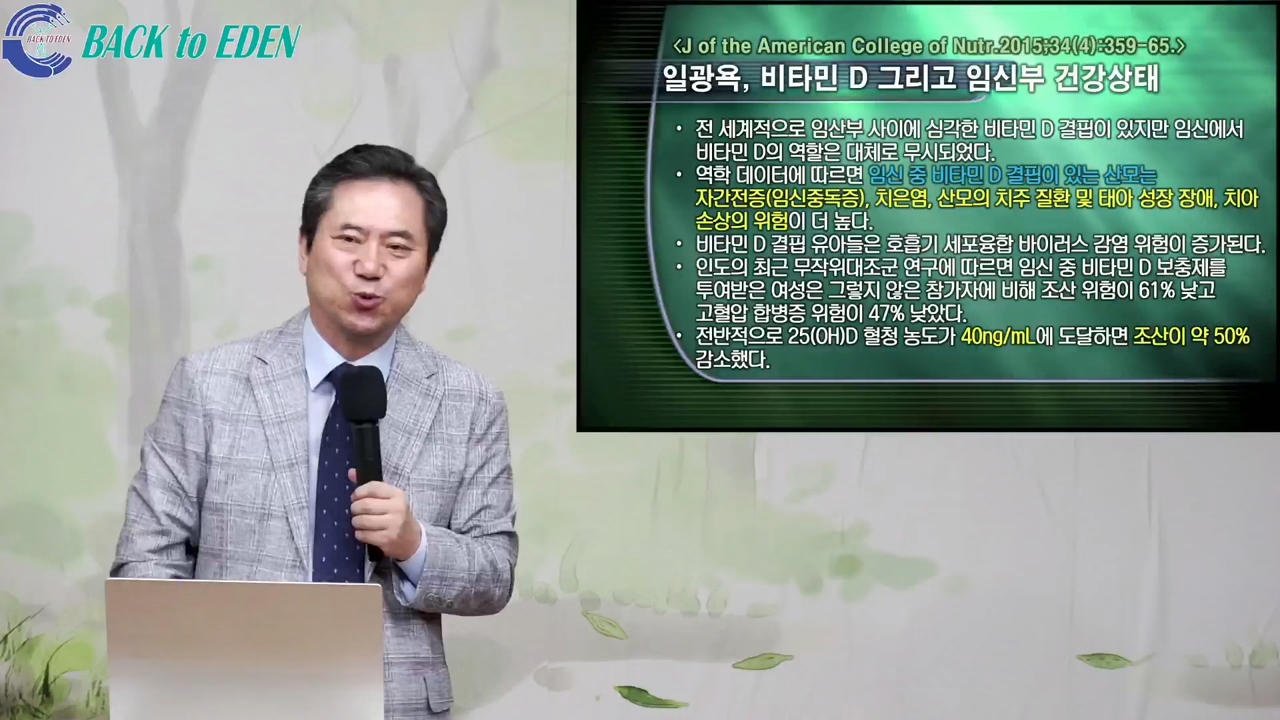 BACK TO EDEN
BACK to EDEN
<J of the American College of Nutr.2015;34(4):359-65.>
일광욕, 비타민 D 그리고 임신부 건강상태
• 전 세계적으로 임산부 사이에 심각한 비타민 D 결핍이 있지만 임신에서
비타민 D의 역할은 대체로 무시되었다.
• 역학 데이터에 따르면 임신 중 비타민 D 결핍이 있는 산모는
자간전증(임신중독증), 치은염, 산모의 치주 질환 및 태아 성장 장애, 치아
손상의 위험이 더 높다.
• 비타민 D 결핍 유아들은 호흡기 세포융합 바이러스 감염 위험이 증가된다.
• 인도의 최근 무작위대조군 연구에 따르면 임신 중 비타민 D 보충제를
투여받은 여성은 그렇지 않은 참가자에 비해 조산 위험이 61% 낮고
고혈압 합병증 위험이 47% 낮았다.
• 전반적으로 25(OH)D 혈청 농도가 40ng/mL에 도달하면 조산이 약 50%
감소했다.